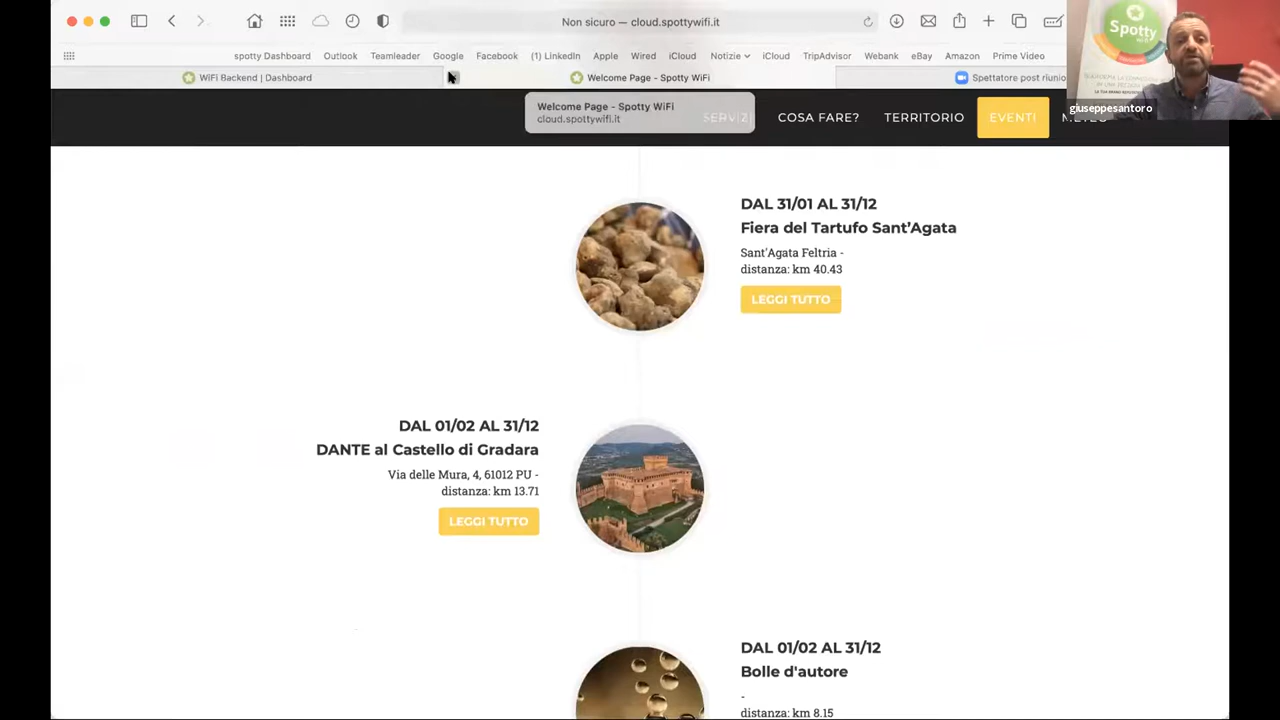 Non sicuro — cloud.spottywifi.it
spotty Dashboard Outlook Teamleader Google Facebook (1) LinkedIn Apple Wired iCloud Notizie iCloud TripAdvisor Webank eBay Amazon Prime Video
WiFi Backend | Dashboard
Welcome Page - Spotty WiFi
Spettatore post riunio
Spotty
wifi
giuseppesantoro
Welcome Page - Spotty WiFi
cloud.spottywifi.it
SERVIZI COSA FARE? TERRITORIO EVENTI METEO
DAL 31/01 AL 31/12
Fiera del Tartufo Sant'Agata
Sant'Agata Feltria -
distanza: km 40.43
LEGGI TUTTO
DAL 01/02 AL 31/12
DANTE al Castello di Gradara
Via delle Mura, 4, 61012 PU -
distanza: km 13.71
LEGGI TUTTO
DAL 01/02 AL 31/12
Bolle d'autore
-
distanza: km 8.15